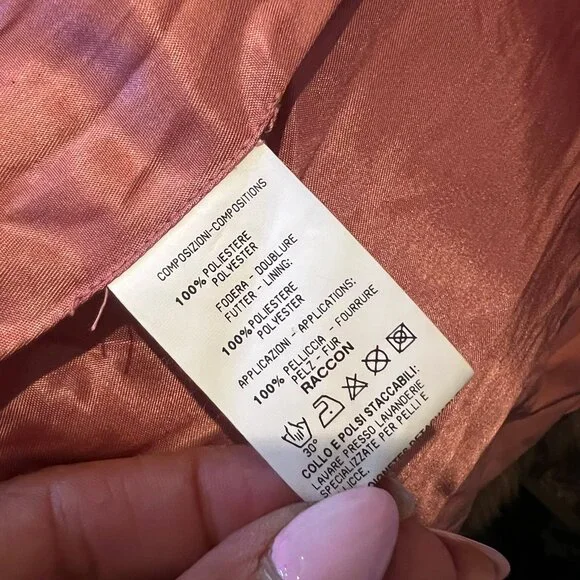 COMPOSIZIONI-COMPOSITIONS
100% POLIESTERE
POLYESTER
FODERA - DOUBLURE
FUTTER - LINING:
100% POLIESTERE
POLYESTER
APPLICAZIONI - APPLICATIONS:
100% PELLICCIA - FOURRURE
PELZ - FUR
RACCON
30°
COLLO E POLSI STACCABILI:
LAVARE PRESSO LAVANDERIE
SPECIALIZZATE PER PELLI E